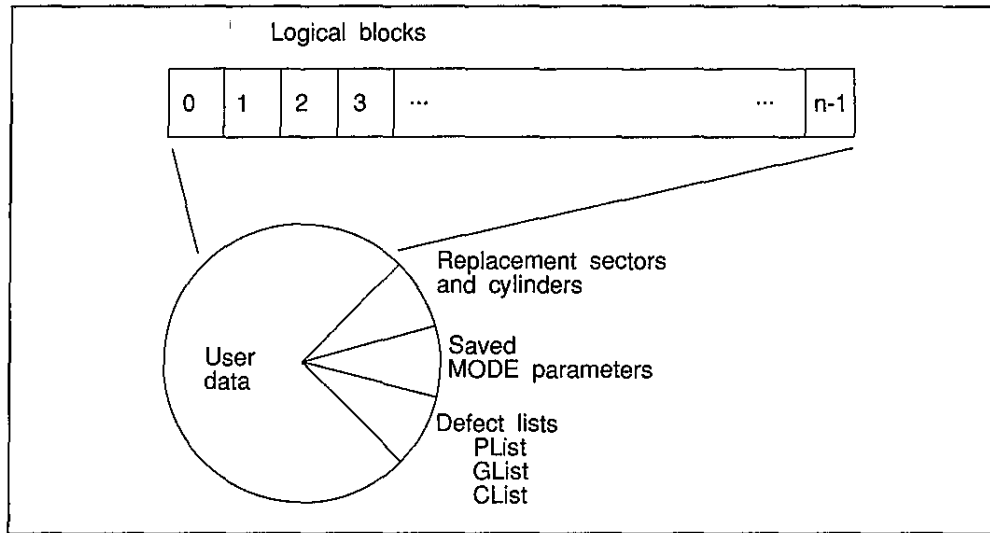 Logical blocks
0 1 2 3 ... ... n-1
Replacement sectors
and cylinders
User
data
Saved
MODE parameters
Defect lists
PList
GList
CList